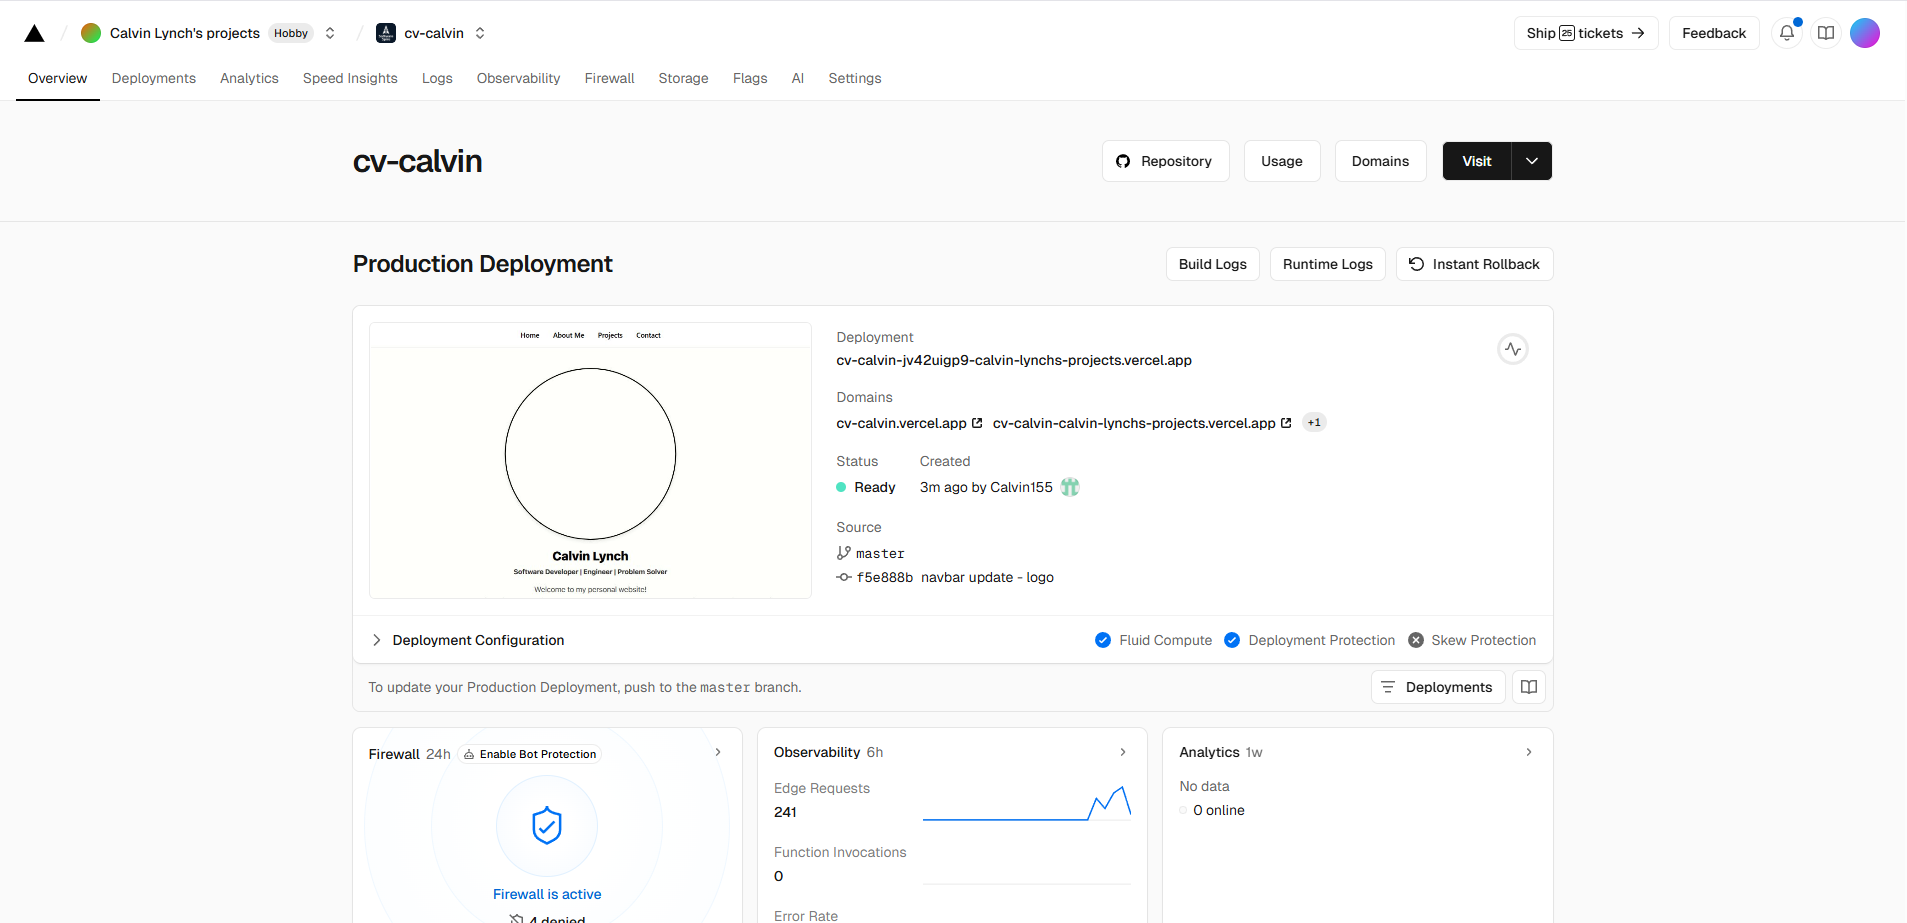 Calvin Lynch's projects Hobby cv-calvin Ship 25 tickets → Feedback
Overview Deployments Analytics Speed Insights Logs Observability Firewall Storage Flags AI Settings
cv-calvin Repository Usage Domains Visit
Production Deployment Build Logs Runtime Logs Instant Rollback
Home About Me Projects Contact
Calvin Lynch
Software Developer | Engineer | Problem Solver
Welcome to my personal website!
Deployment
cv-calvin-jv42uigp9-calvin-lynchs-projects.vercel.app
Domains
cv-calvin.vercel.app cv-calvin-calvin-lynchs-projects.vercel.app +1
Status Created
Ready 3m ago by Calvin155
Source
master
f5e888b navbar update - logo
Deployment Configuration Fluid Compute Deployment Protection Skew Protection
To update your Production Deployment, push to the master branch. Deployments
Firewall 24h Enable Bot Protection
Firewall is active
4 denied
Observability 6h
Edge Requests
241
Function Invocations
0
Error Rate
Analytics 1w
No data
0 online